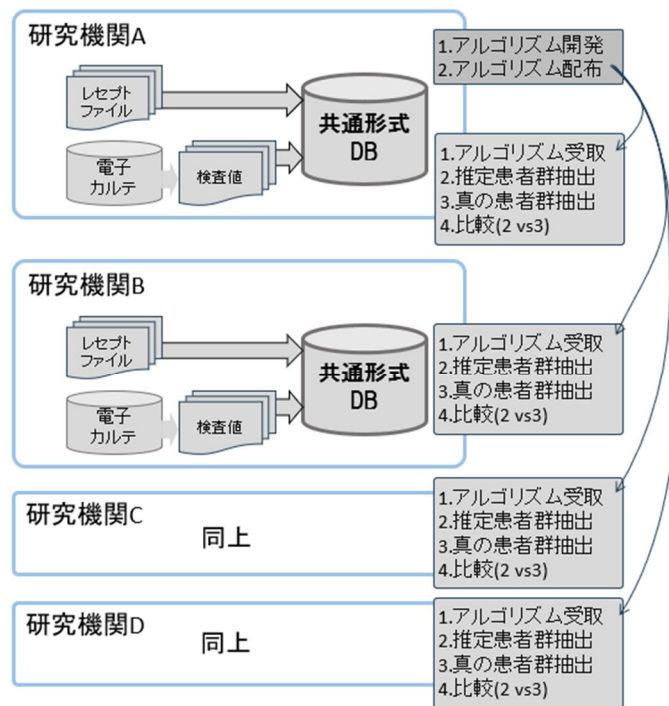 研究機関A
レセプト
ファイル
電子
カルテ
検査値
共通形式
DB
1.アルゴリズム開発
2.アルゴリズム配布
1.アルゴリズム受取
2.推定患者群抽出
3.真の患者群抽出
4.比較(2 vs3)
研究機関B
レセプト
ファイル
電子
カルテ
検査値
共通形式
DB
1.アルゴリズム受取
2.推定患者群抽出
3.真の患者群抽出
4.比較(2 vs3)
研究機関C
同上
1.アルゴリズム受取
2.推定患者群抽出
3.真の患者群抽出
4.比較(2 vs3)
研究機関D
同上
1.アルゴリズム受取
2.推定患者群抽出
3.真の患者群抽出
4.比較(2 vs3)